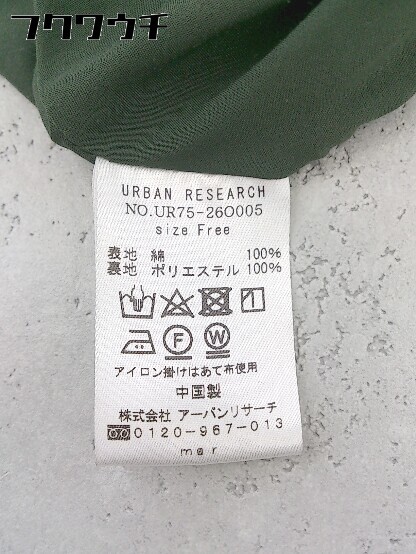 フクワウチ
URBAN RESEARCH
NO.UR75-26O005
size Free
表地 綿 100%
裏地 ポリエステル 100%
F W
アイロン掛けはあて布使用
中国製
株式会社 アーバンリサーチ
0120-967-013
mør